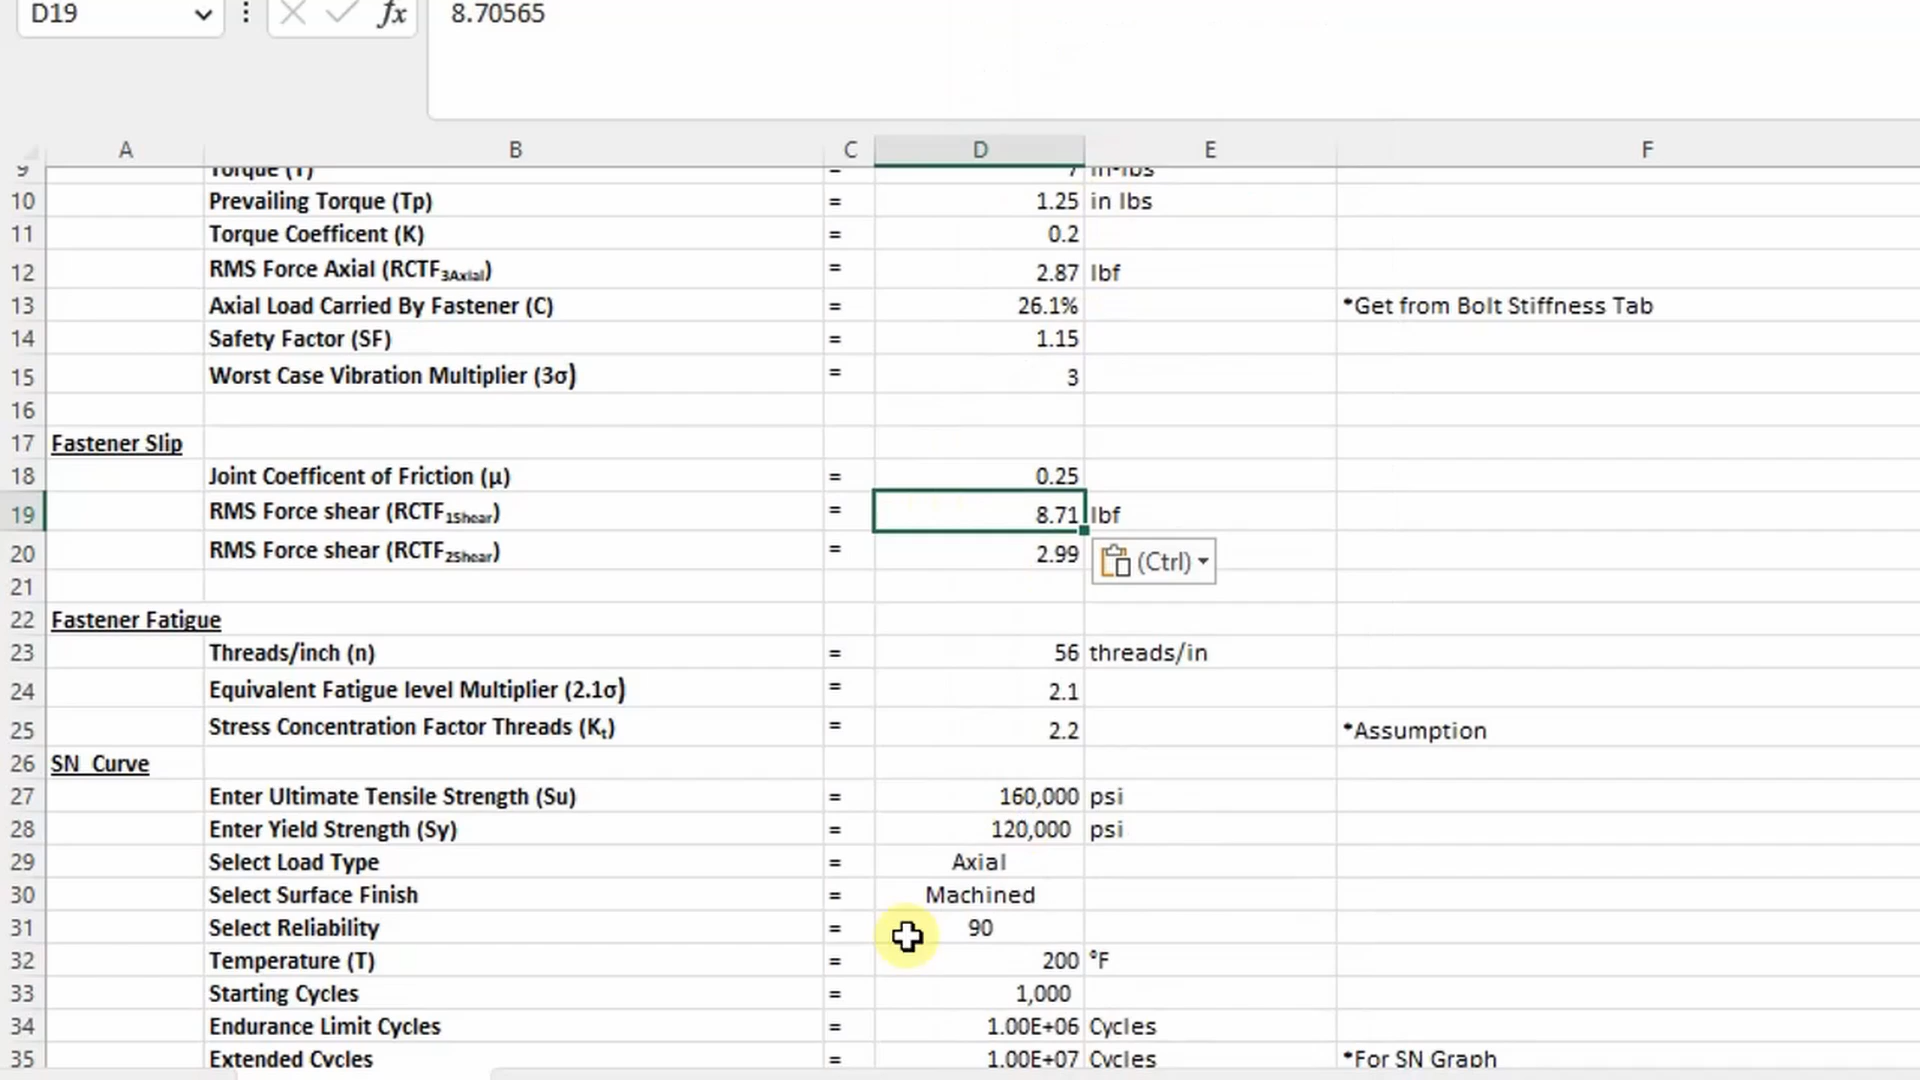 D19 fx 8.70565
A B C D E F
9 Torque (T) = 7 in-lbs
10 Prevailing Torque (Tp) = 1.25 in lbs
11 Torque Coefficent (K) = 0.2
12 RMS Force Axial (RCTF3Axial) = 2.87 lbf
13 Axial Load Carried By Fastener (C) = 26.1% *Get from Bolt Stiffness Tab
14 Safety Factor (SF) = 1.15
15 Worst Case Vibration Multiplier (3σ) = 3
16
17 Fastener Slip
18 Joint Coefficent of Friction (μ) = 0.25
19 RMS Force shear (RCTF1Shear) = 8.71 lbf
20 RMS Force shear (RCTF2Shear) = 2.99 (Ctrl)
21
22 Fastener Fatigue
23 Threads/inch (n) = 56 threads/in
24 Equivalent Fatigue level Multiplier (2.1σ) = 2.1
25 Stress Concentration Factor Threads (Kt) = 2.2 *Assumption
26 SN Curve
27 Enter Ultimate Tensile Strength (Su) = 160,000 psi
28 Enter Yield Strength (Sy) = 120,000 psi
29 Select Load Type = Axial
30 Select Surface Finish = Machined
31 Select Reliability = 90
32 Temperature (T) = 200 °F
33 Starting Cycles = 1,000
34 Endurance Limit Cycles = 1.00E+06 Cycles
35 Extended Cycles = 1.00E+07 Cycles *For SN Graph